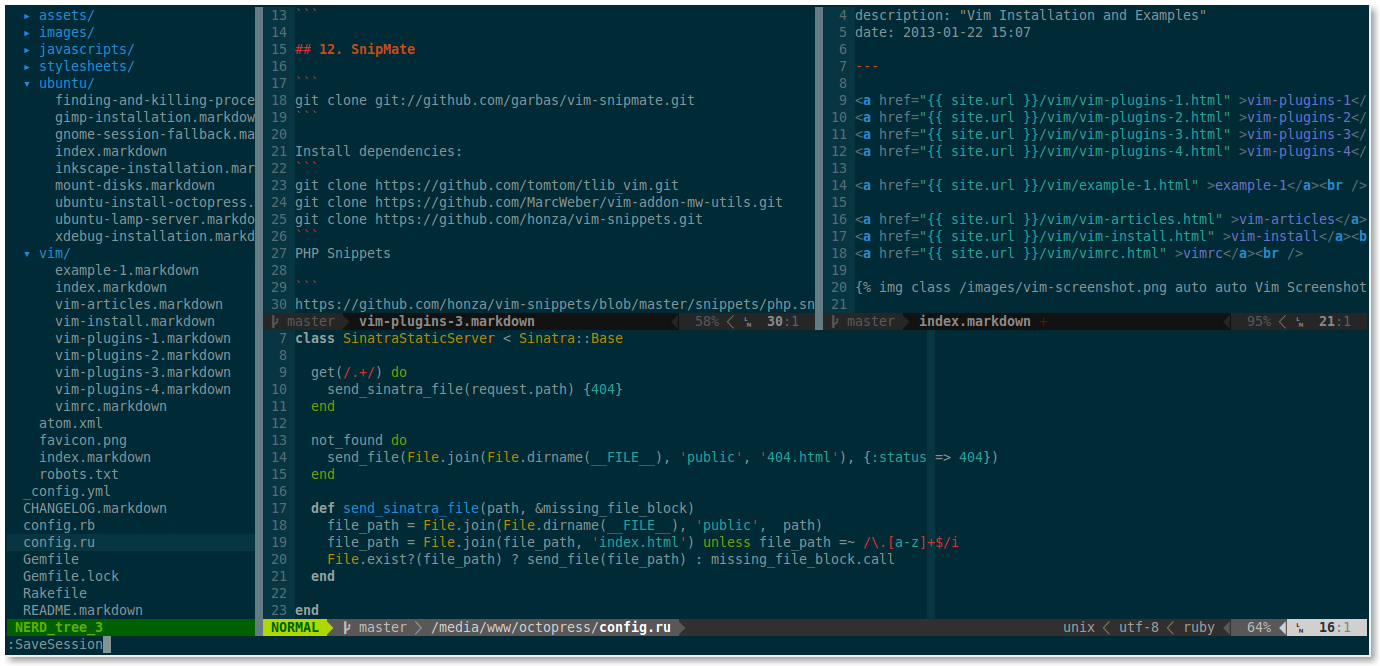 ▸ assets/
▸ images/
▸ javascripts/
▸ stylesheets/
▾ ubuntu/
finding-and-killing-proce
gimp-installation.markdow
gnome-session-fallback.ma
index.markdown
inkscape-installation.mar
mount-disks.markdown
ubuntu-install-octopress.
ubuntu-lamp-server.markdo
xdebug-installation.markd
▾ vim/
example-1.markdown
index.markdown
vim-articles.markdown
vim-install.markdown
vim-plugins-1.markdown
vim-plugins-2.markdown
vim-plugins-3.markdown
vim-plugins-4.markdown
vimrc.markdown
atom.xml
favicon.png
index.markdown
robots.txt
_config.yml
CHANGELOG.markdown
config.rb
config.ru
Gemfile
Gemfile.lock
Rakefile
README.markdown
NERD_tree_3
13 ```
14
15 ## 12. SnipMate
16
17 ```
18 git clone git://github.com/garbas/vim-snipmate.git
19 ```
20
21 Install dependencies:
22 ```
23 git clone https://github.com/tomtom/tlib_vim.git
24 git clone https://github.com/MarcWeber/vim-addon-mw-utils.git
25 git clone https://github.com/honza/vim-snippets.git
26 ```
27 PHP Snippets
28
29 ```
30 https://github.com/honza/vim-snippets/blob/master/snippets/php.sn
master vim-plugins-3.markdown 58% LN 30:1
4 description: "Vim Installation and Examples"
5 date: 2013-01-22 15:07
6
7 ---
8
9 <a href="{{ site.url }}/vim/vim-plugins-1.html" >vim-plugins-1</
10 <a href="{{ site.url }}/vim/vim-plugins-2.html" >vim-plugins-2</
11 <a href="{{ site.url }}/vim/vim-plugins-3.html" >vim-plugins-3</
12 <a href="{{ site.url }}/vim/vim-plugins-4.html" >vim-plugins-4</
13
14 <a href="{{ site.url }}/vim/example-1.html" >example-1</a><br />
15
16 <a href="{{ site.url }}/vim/vim-articles.html" >vim-articles</a>
17 <a href="{{ site.url }}/vim/vim-install.html" >vim-install</a><b
18 <a href="{{ site.url }}/vim/vimrc.html" >vimrc</a><br />
19
20 {% img class /images/vim-screenshot.png auto auto Vim Screenshot
21
master index.markdown + 95% LN 21:1
7 class SinatraStaticServer < Sinatra::Base
8
9 get(/.+/) do
10 send_sinatra_file(request.path) {404}
11 end
12
13 not_found do
14 send_file(File.join(File.dirname(__FILE__), 'public', '404.html'), {:status => 404})
15 end
16
17 def send_sinatra_file(path, &missing_file_block)
18 file_path = File.join(File.dirname(__FILE__), 'public',  path)
19 file_path = File.join(file_path, 'index.html') unless file_path =~ /\.[a-z]+$/i
20 File.exist?(file_path) ? send_file(file_path) : missing_file_block.call
21 end
22
23 end
NORMAL master /media/www/octopress/config.ru unix utf-8 ruby 64% LN 16:1
:SaveSession